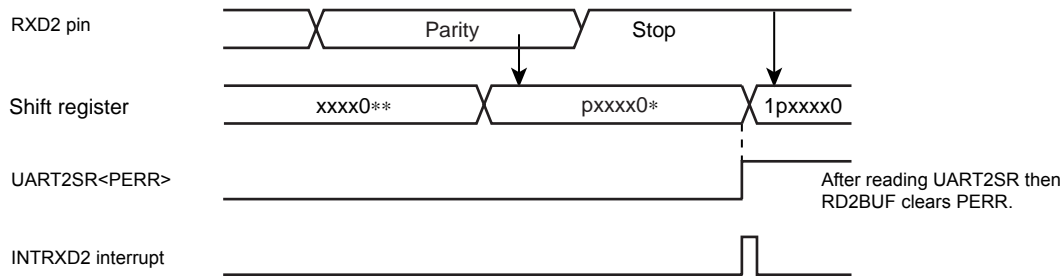 RXD2 pin
Parity
Stop
Shift register
xxxx0**
pxxxx0*
1pxxxx0
UART2SR<PERR>
After reading UART2SR then
RD2BUF clears PERR.
INTRXD2 interrupt